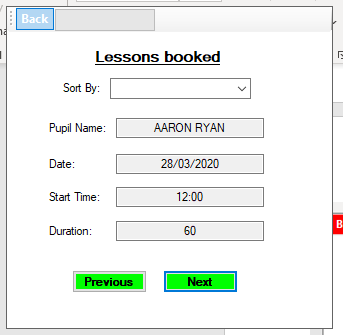 Back
Lessons booked
Sort By:
Pupil Name: AARON RYAN
Date: 28/03/2020
Start Time: 12:00
Duration: 60
Previous Next
B